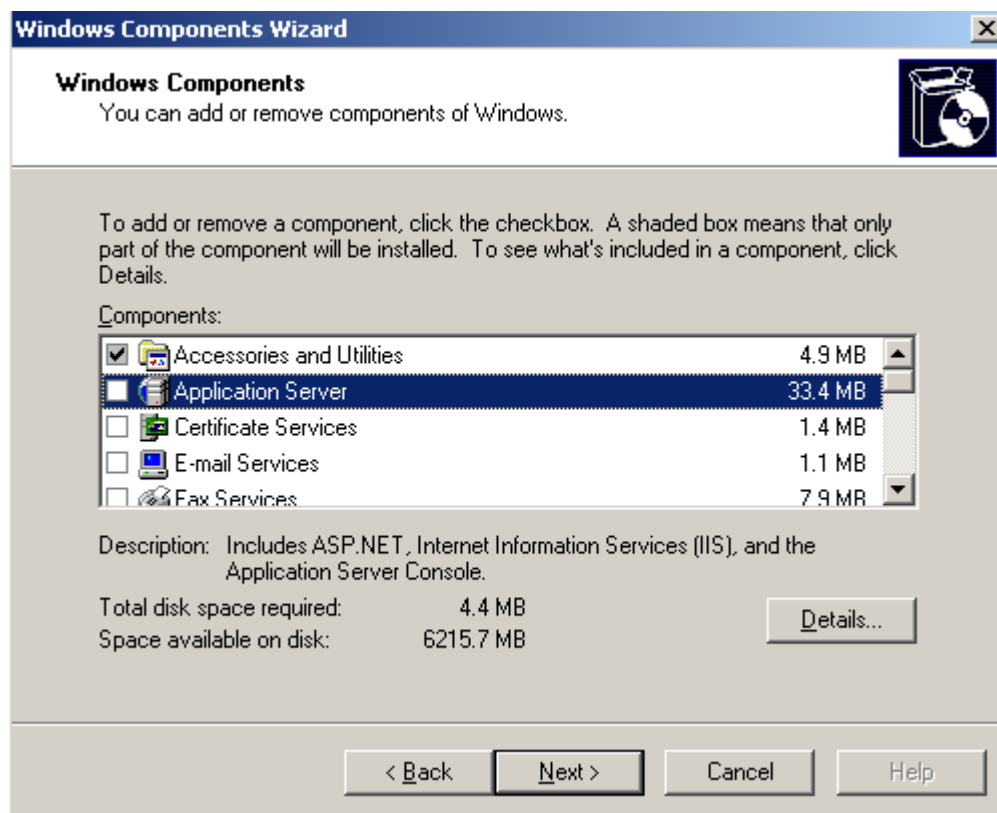 Windows Components Wizard
Windows Components
You can add or remove components of Windows.
To add or remove a component, click the checkbox. A shaded box means that only
part of the component will be installed. To see what's included in a component, click
Details.
Components:
Accessories and Utilities 4.9 MB
Application Server 33.4 MB
Certificate Services 1.4 MB
E-mail Services 1.1 MB
Fax Services 7.9 MB
Description: Includes ASP.NET, Internet Information Services (IIS), and the
Application Server Console.
Total disk space required: 4.4 MB
Space available on disk: 6215.7 MB
Details...
< Back Next > Cancel Help